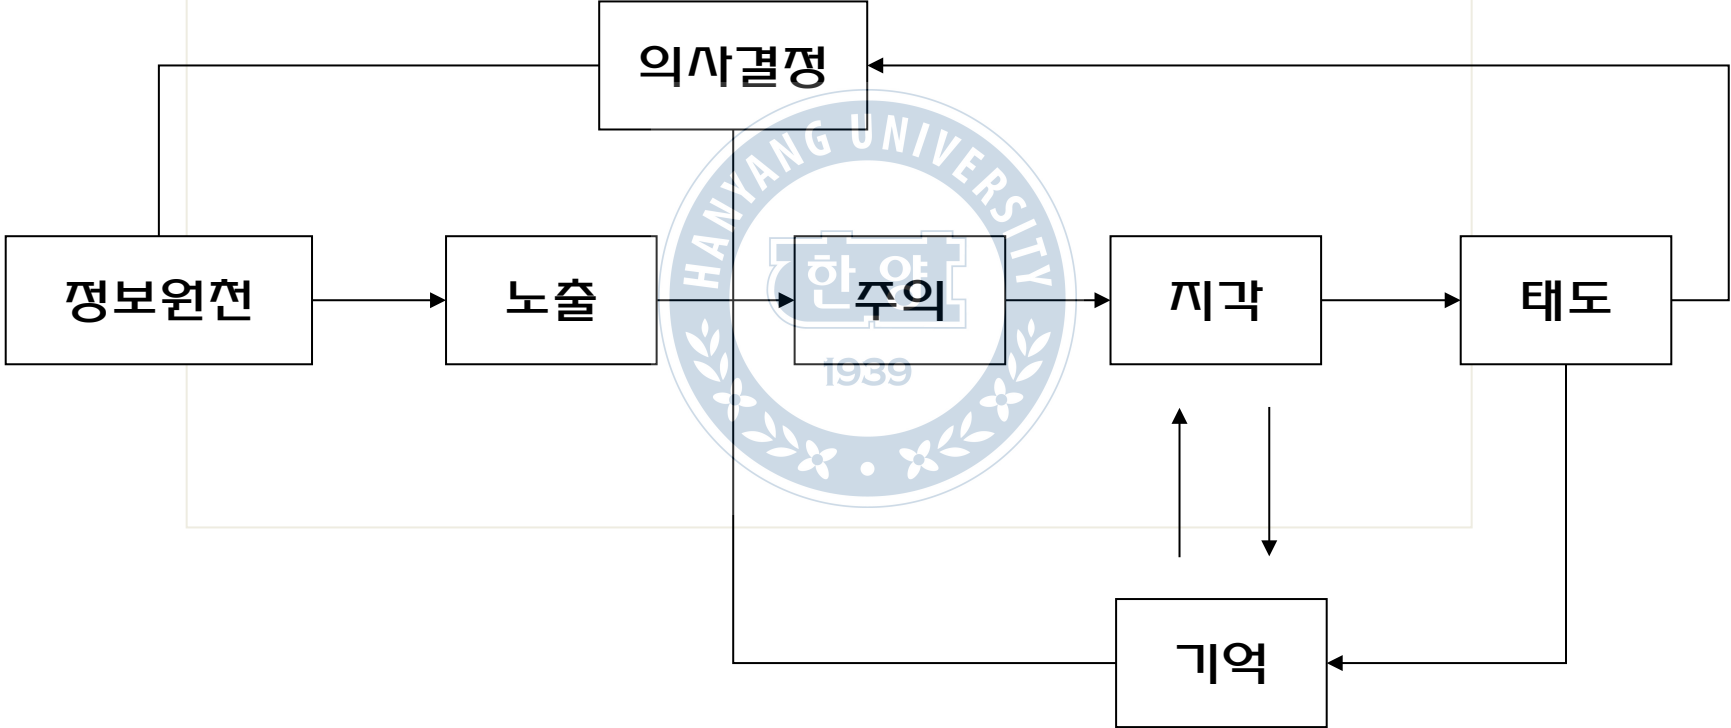 의사결정
HANYANG UNIVERSITY
정보원천
노출
한양
주의
지각
태도
1939
기억